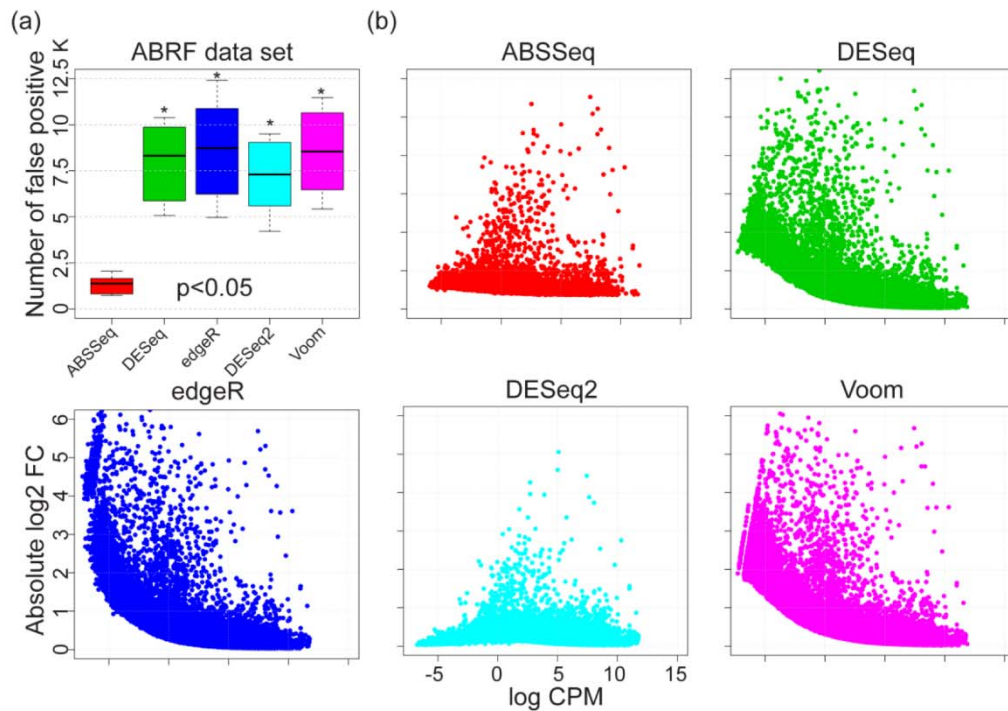 (a)
ABRF data set
Number of false positive
12.5 K
10
7.5
5
2.5
0
* * * *
p<0.05
ABSSeq
DESeq
edgeR
DESeq2
Voom
(b)
ABSSeq
DESeq
edgeR
Absolute log2 FC
6
5
4
3
2
1
0
DESeq2
-5 0 5 10 15
log CPM
Voom